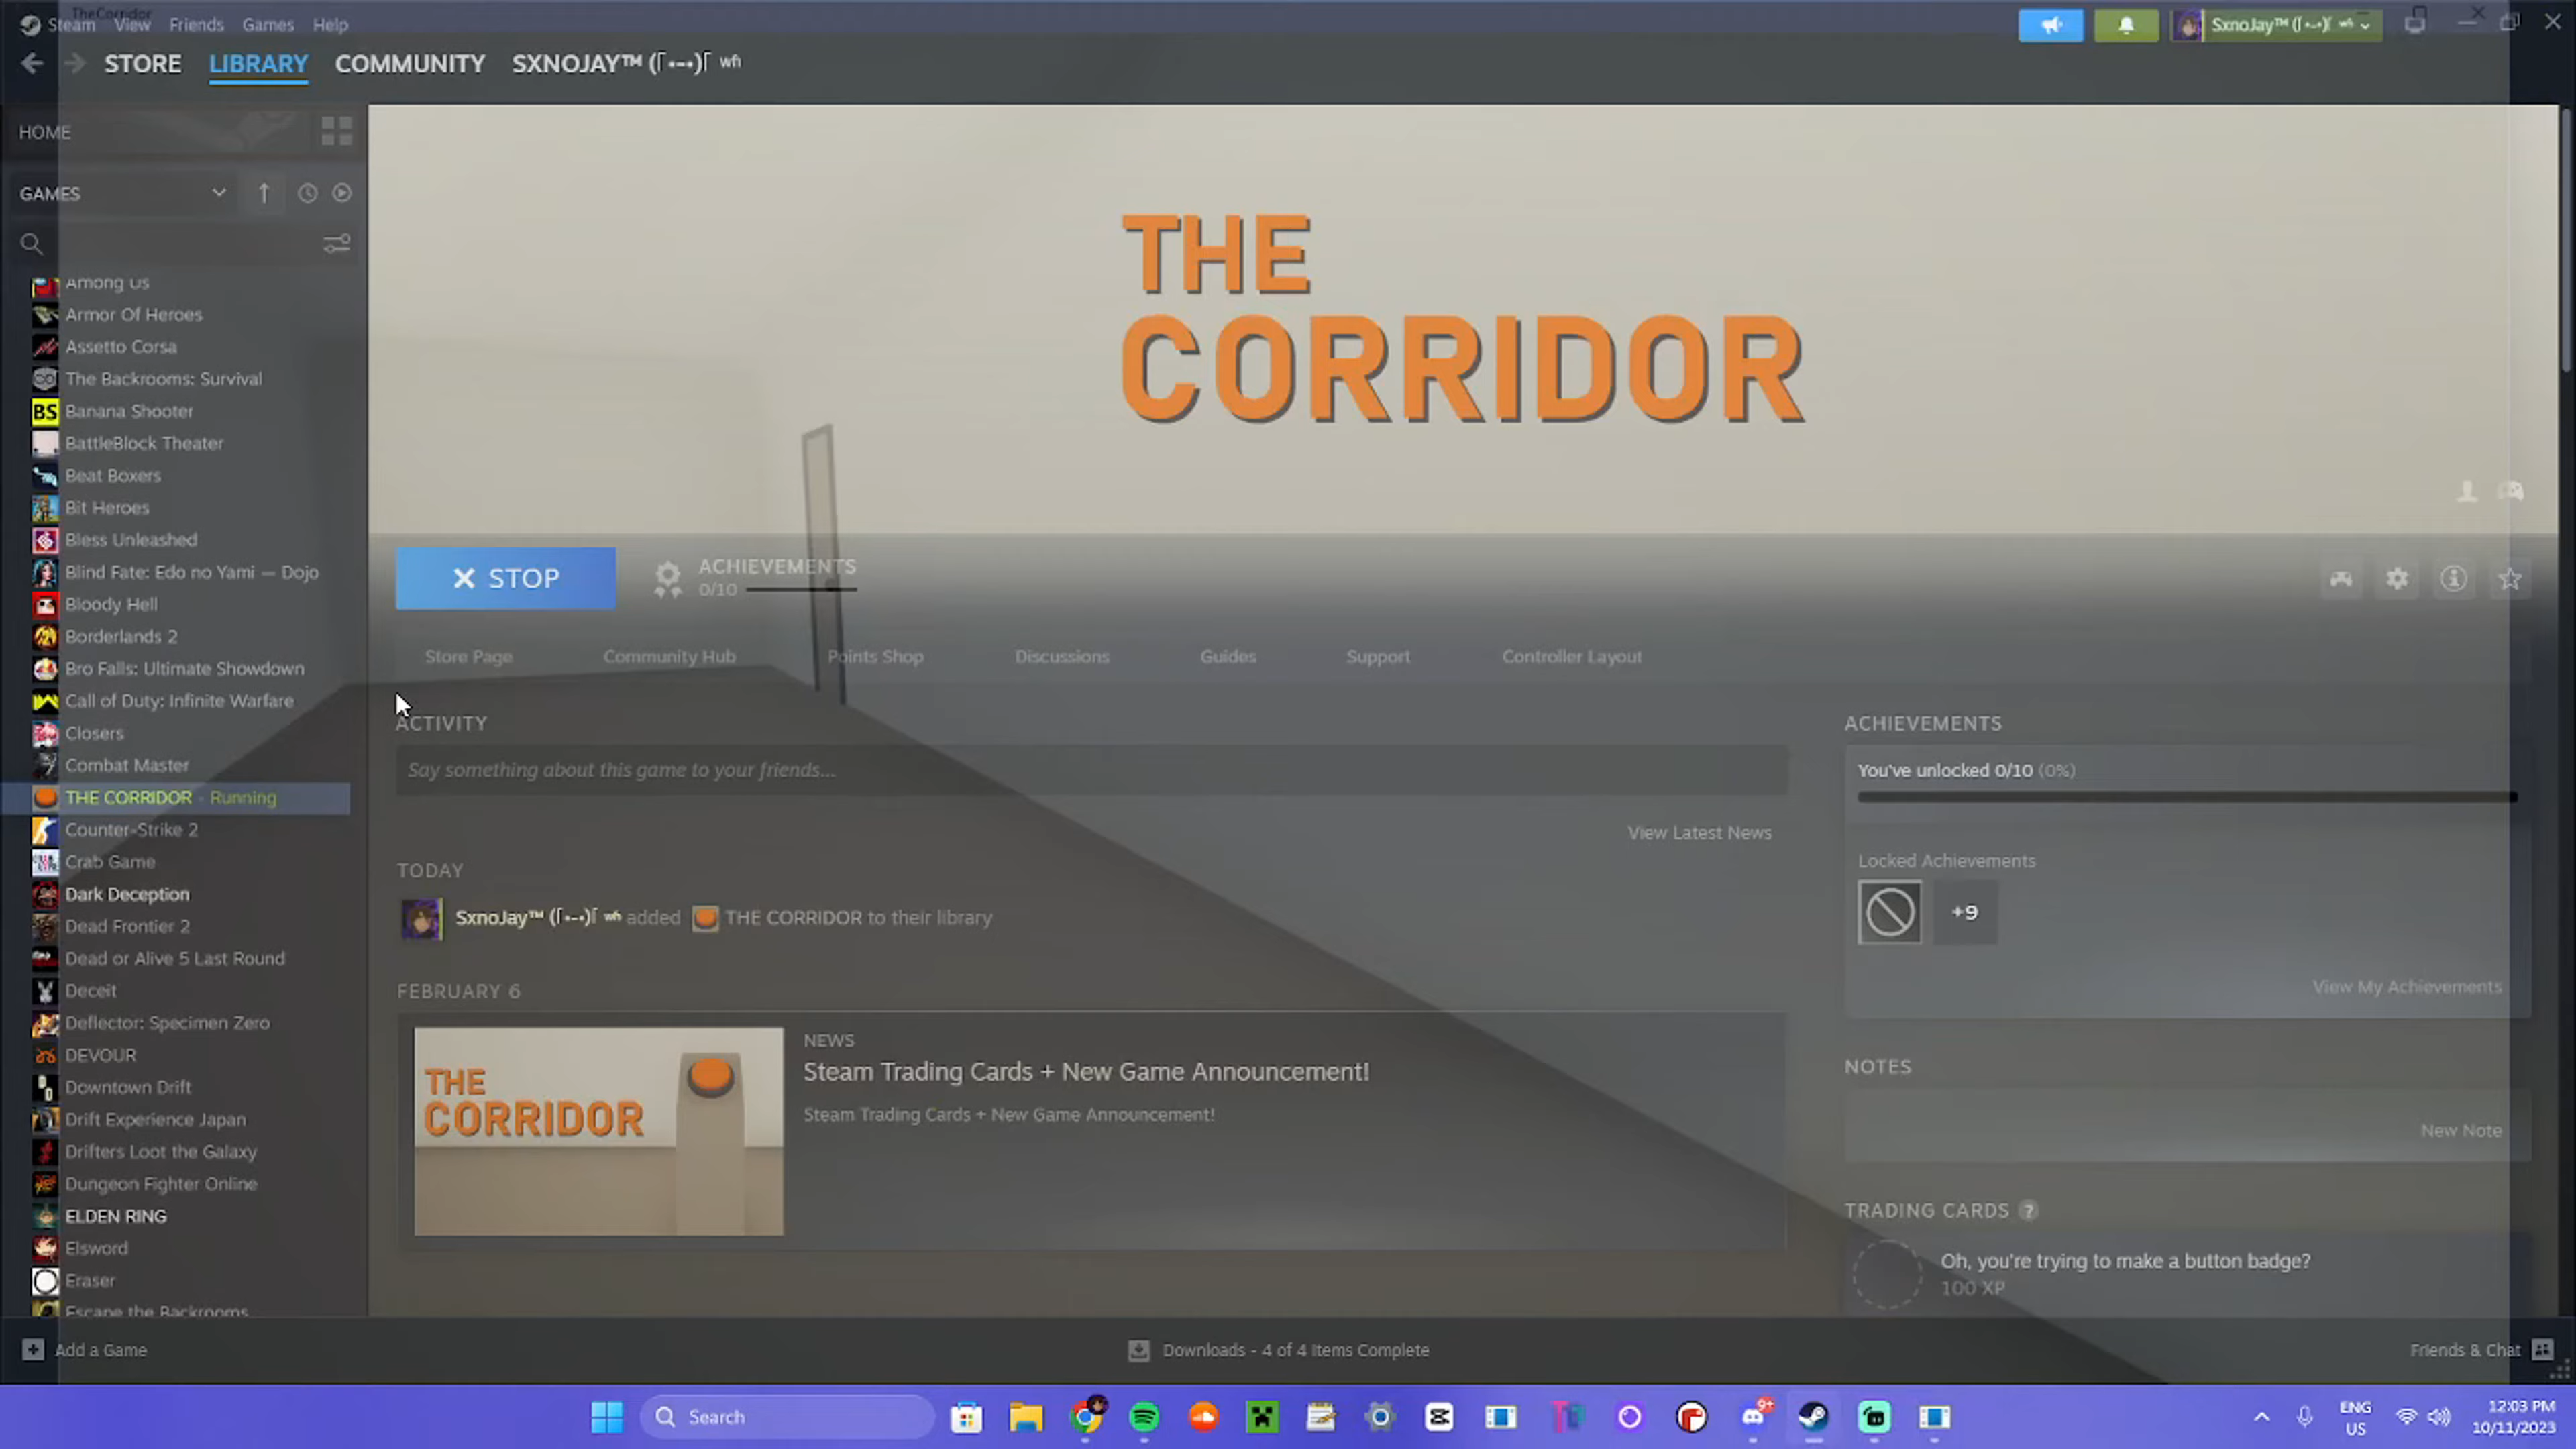 TheCorridor
Steam View Friends Games Help
SxnoJay™ (｢•-•)｢ ʷʰ
STORE LIBRARY COMMUNITY SXNOJAY™ (｢•–•)｢ ʷʰ
HOME
GAMES
Among Us
Armor Of Heroes
Assetto Corsa
The Backrooms: Survival
BS Banana Shooter
BattleBlock Theater
Beat Boxers
Bit Heroes
Bless Unleashed
Blind Fate: Edo no Yami — Dojo
Bloody Hell
Borderlands 2
Bro Falls: Ultimate Showdown
Call of Duty: Infinite Warfare
Closers
Combat Master
THE CORRIDOR - Running
Counter-Strike 2
Crab Game
Dark Deception
Dead Frontier 2
Dead or Alive 5 Last Round
Deceit
Deflector: Specimen Zero
DEVOUR
Downtown Drift
Drift Experience Japan
Drifters Loot the Galaxy
Dungeon Fighter Online
ELDEN RING
Elsword
Eraser
Escape the Backrooms
THE
CORRIDOR
STOP
ACHIEVEMENTS
0/10
Store Page Community Hub Points Shop Discussions Guides Support Controller Layout
ACTIVITY
Say something about this game to your friends...
View Latest News
TODAY
SxnoJay™ (｢•-•)｢ ʷʰ added THE CORRIDOR to their library
FEBRUARY 6
THE
CORRIDOR
NEWS
Steam Trading Cards + New Game Announcement!
Steam Trading Cards + New Game Announcement!
ACHIEVEMENTS
You've unlocked 0/10 (0%)
Locked Achievements
+9
View My Achievements
NOTES
New Note
TRADING CARDS ?
Oh, you're trying to make a button badge?
100 XP
Add a Game
Downloads - 4 of 4 Items Complete
Friends & Chat
Search
9+
ENG
US
12:03 PM
10/11/2023